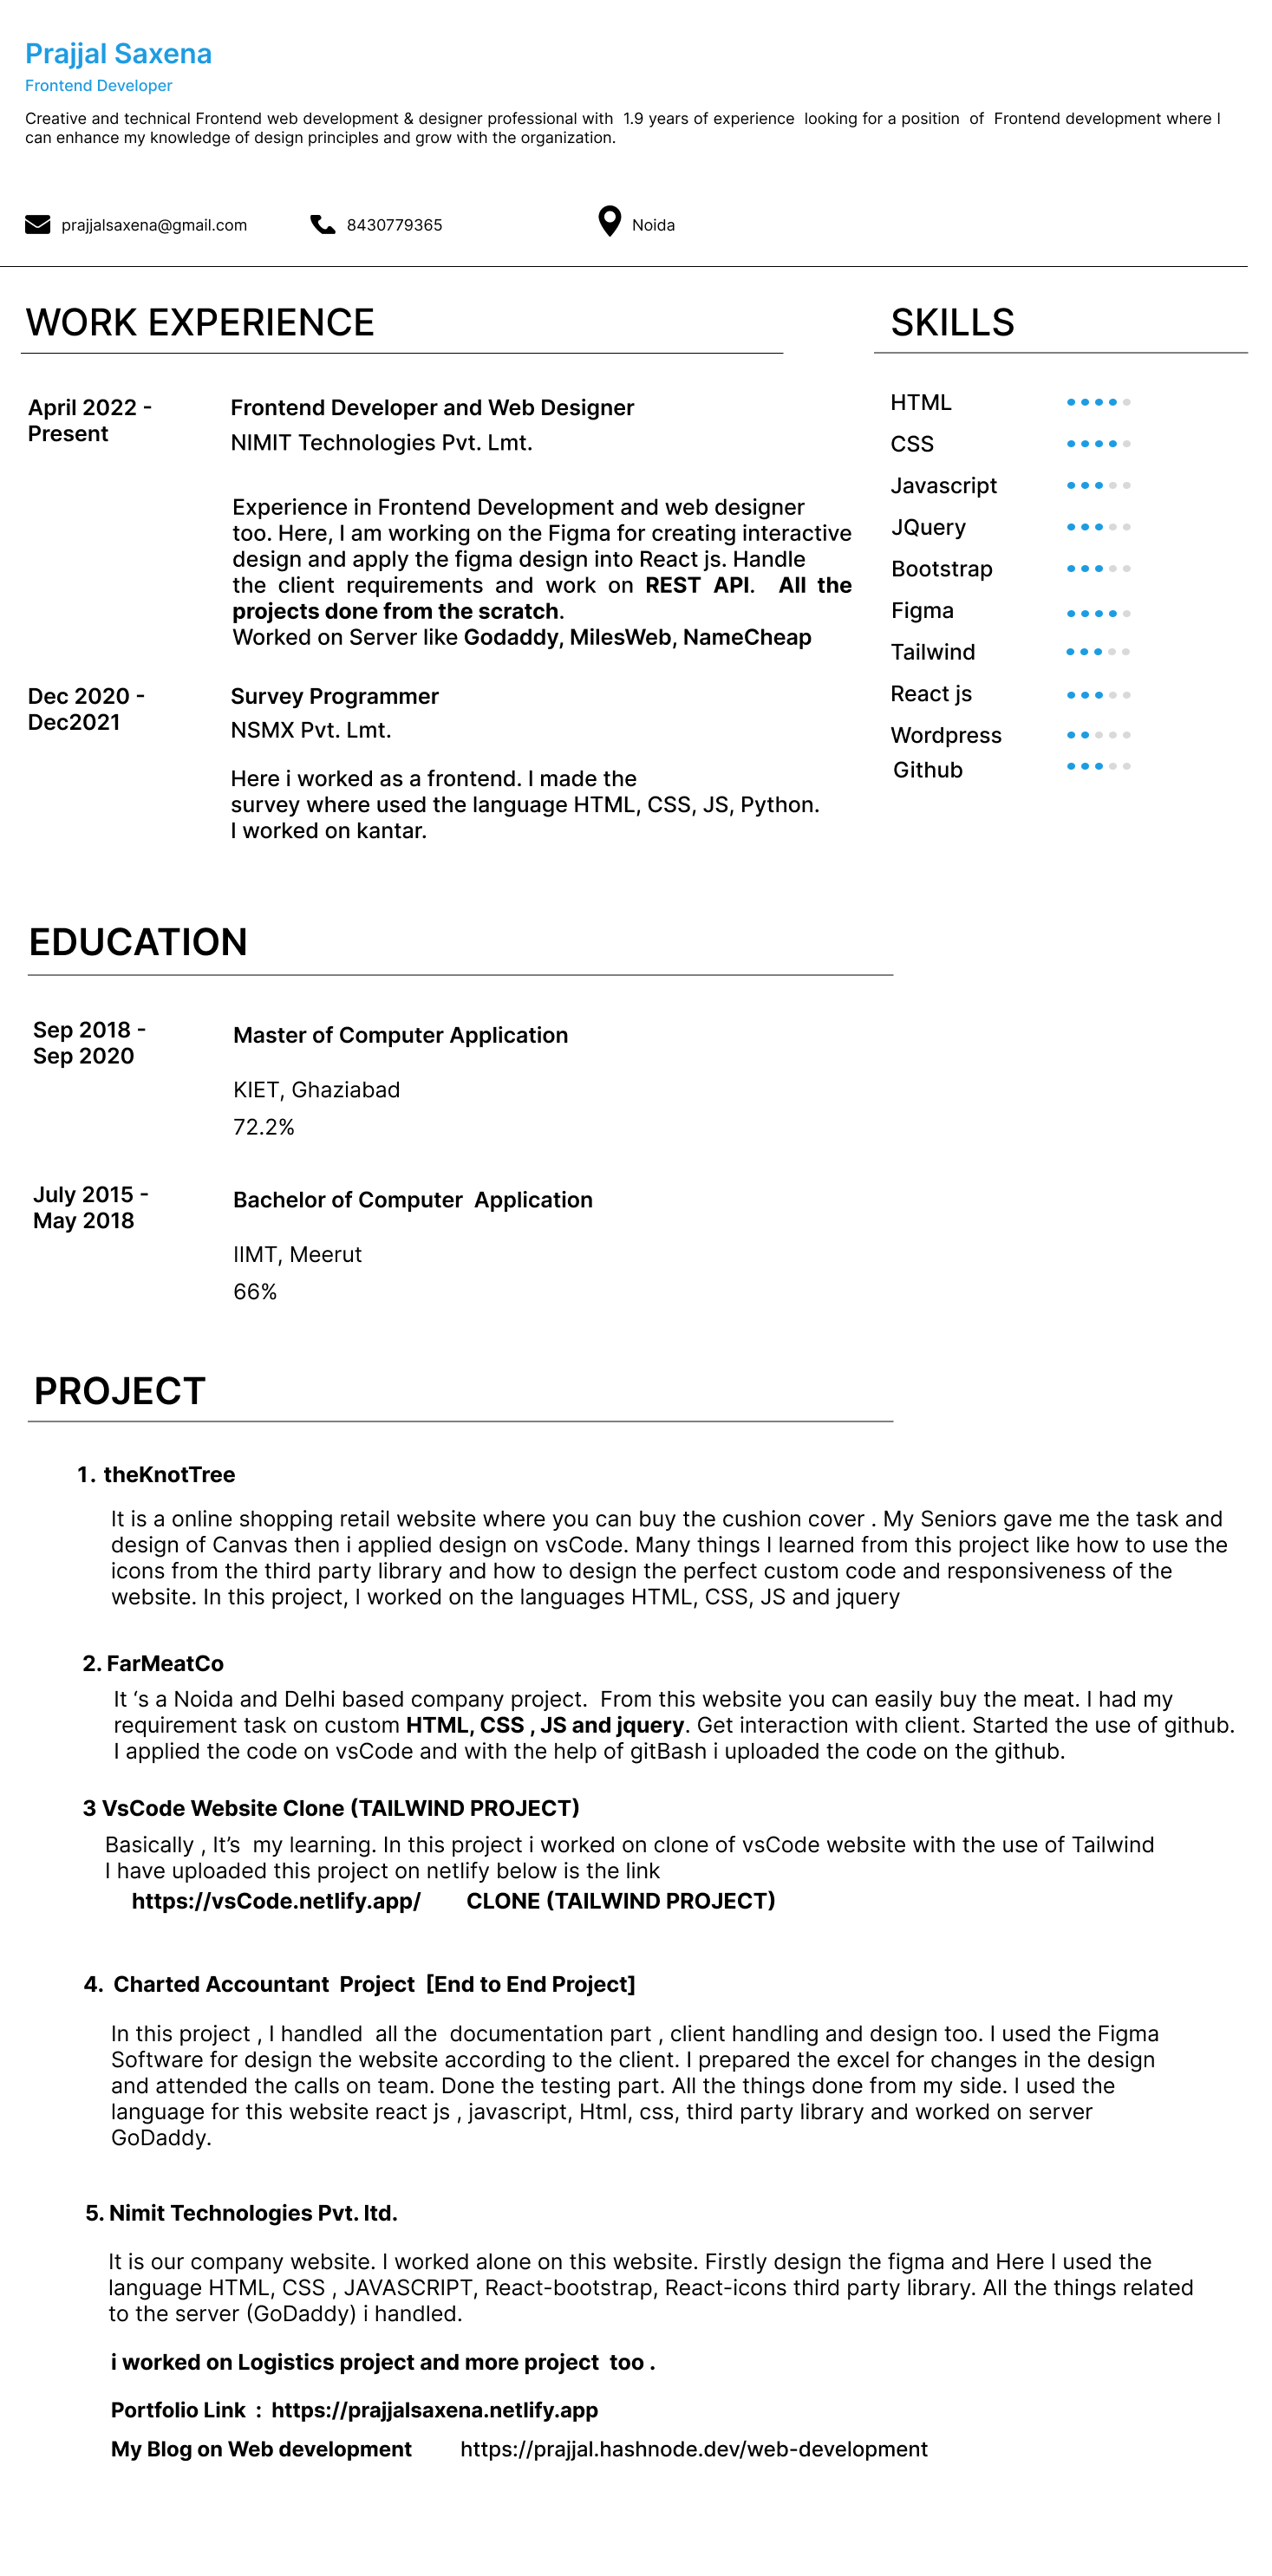 Prajjal Saxena
Frontend Developer
Creative and technical Frontend web development & designer professional with 1.9 years of experience looking for a position of Frontend development where I
can enhance my knowledge of design principles and grow with the organization.
prajjalsaxena@gmail.com
8430779365
Noida
WORK EXPERIENCE
April 2022 -
Present
Frontend Developer and Web Designer
NIMIT Technologies Pvt. Lmt.
Experience in Frontend Development and web designer
too. Here, I am working on the Figma for creating interactive
design and apply the figma design into React js. Handle
the client requirements and work on REST API. All the
projects done from the scratch.
Worked on Server like Godaddy, MilesWeb, NameCheap
Dec 2020 -
Dec2021
Survey Programmer
NSMX Pvt. Lmt.
Here i worked as a frontend. I made the
survey where used the language HTML, CSS, JS, Python.
I worked on kantar.
SKILLS
HTML
CSS
Javascript
JQuery
Bootstrap
Figma
Tailwind
React js
Wordpress
Github
EDUCATION
Sep 2018 -
Sep 2020
Master of Computer Application
KIET, Ghaziabad
72.2%
July 2015 -
May 2018
Bachelor of Computer Application
IIMT, Meerut
66%
PROJECT
1. theKnotTree
It is a online shopping retail website where you can buy the cushion cover . My Seniors gave me the task and
design of Canvas then i applied design on vsCode. Many things I learned from this project like how to use the
icons from the third party library and how to design the perfect custom code and responsiveness of the
website. In this project, I worked on the languages HTML, CSS, JS and jquery
2. FarMeatCo
It ‘s a Noida and Delhi based company project. From this website you can easily buy the meat. I had my
requirement task on custom HTML, CSS , JS and jquery. Get interaction with client. Started the use of github.
I applied the code on vsCode and with the help of gitBash i uploaded the code on the github.
3 VsCode Website Clone (TAILWIND PROJECT)
Basically , It’s my learning. In this project i worked on clone of vsCode website with the use of Tailwind
I have uploaded this project on netlify below is the link
https://vsCode.netlify.app/ CLONE (TAILWIND PROJECT)
4. Charted Accountant Project [End to End Project]
In this project , I handled all the documentation part , client handling and design too. I used the Figma
Software for design the website according to the client. I prepared the excel for changes in the design
and attended the calls on team. Done the testing part. All the things done from my side. I used the
language for this website react js , javascript, Html, css, third party library and worked on server
GoDaddy.
5. Nimit Technologies Pvt. ltd.
It is our company website. I worked alone on this website. Firstly design the figma and Here I used the
language HTML, CSS , JAVASCRIPT, React-bootstrap, React-icons third party library. All the things related
to the server (GoDaddy) i handled.
i worked on Logistics project and more project too .
Portfolio Link : https://prajjalsaxena.netlify.app
My Blog on Web development https://prajjal.hashnode.dev/web-development